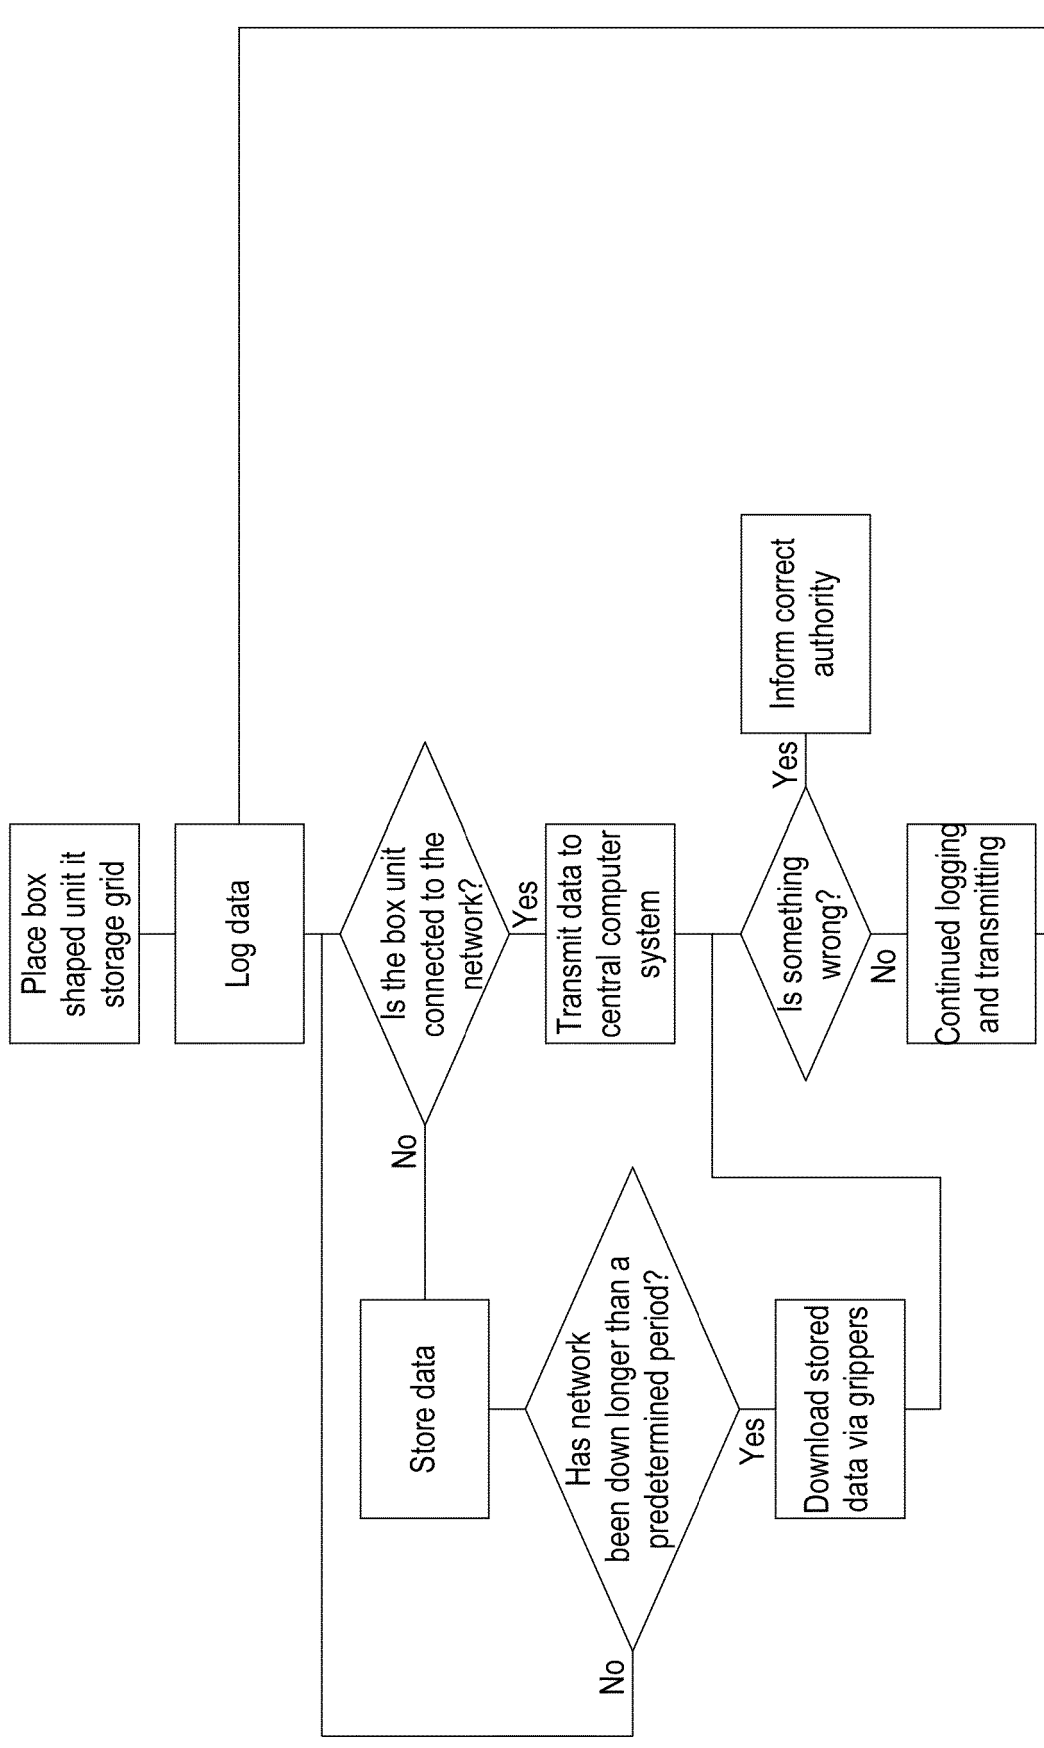 Place box
shaped unit it
storage grid
Log data
Is the box unit
connected to the
network?
No
Yes
Store data
Has network
been down longer than a
predetermined period?
No
Yes
Download stored
data via grippers
Transmit data to
central computer
system
Is something
wrong?
Yes
No
Inform correct
authority
Continued logging
and transmitting